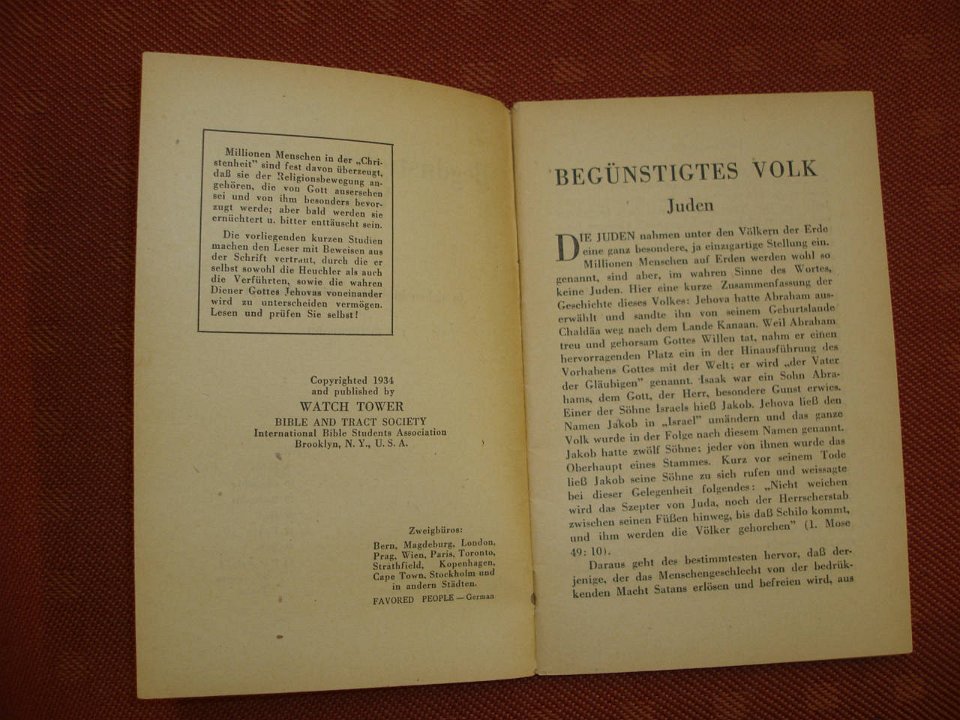 Millionen Menschen in der „Chri-
stenheit" sind fest davon überzeugt,
daß sie der Religionsbewegung an-
gehören, die von Gott ausersehen
sei und von ihm besonders bevor-
zugt werde; aber bald werden sie
ernüchtert u. bitter enttäuscht sein.
Die vorliegenden kurzen Studien
machen den Leser mit Beweisen aus
der Schrift vertraut, durch die er
selbst sowohl die Heuchler als auch
die Verführten, sowie die wahren
Diener Gottes Jehovas voneinander
wird zu unterscheiden vermögen.
Lesen und prüfen Sie selbst!
Copyrighted 1934
and published by
WATCH TOWER
BIBLE AND TRACT SOCIETY
International Bible Students Association
Brooklyn, N. Y., U. S. A.
Zweigbüros:
Bern, Magdeburg, London,
Prag, Wien, Paris, Toronto,
Strathfield, Kopenhagen,
Cape Town, Stockholm und
in andern Städten.
FAVORED PEOPLE — German
BEGÜNSTIGTES VOLK
Juden
DIE JUDEN nahmen unter den Völkern der Erde
eine ganz besondere, ja einzigartige Stellung ein.
Millionen Menschen auf Erden werden wohl so
genannt, sind aber, im wahren Sinne des Wortes,
keine Juden. Hier eine kurze Zusammenfassung der
Geschichte dieses Volkes: Jehova hatte Abraham aus-
erwählt und sandte ihn von seinem Geburtslande
Chaldäa weg nach dem Lande Kanaan. Weil Abraham
treu und gehorsam Gottes Willen tat, nahm er einen
hervorragenden Platz ein in der Hinausführung des
Vorhabens Gottes mit der Welt; er wird „der Vater
der Gläubigen" genannt. Isaak war ein Sohn Abra-
hams, dem Gott, der Herr, besondere Gunst erwies.
Einer der Söhne Israels hieß Jakob. Jehova ließ den
Namen Jakob in „Israel" umändern und das ganze
Volk wurde in der Folge nach diesem Namen genannt.
Jakob hatte zwölf Söhne; jeder von ihnen wurde das
Oberhaupt eines Stammes. Kurz vor seinem Tode
ließ Jakob seine Söhne zu sich rufen und weissagte
bei dieser Gelegenheit folgendes: „Nicht weichen
wird das Szepter von Juda, noch der Herrscherstab
zwischen seinen Füßen hinweg, bis daß Schilo kommt,
und ihm werden die Völker gehorchen" (1. Mose
49: 10).
Daraus geht des bestimmtesten hervor, daß der-
jenige, der das Menschengeschlecht von der bedrük-
kenden Macht Satans erlösen und befreien wird, aus